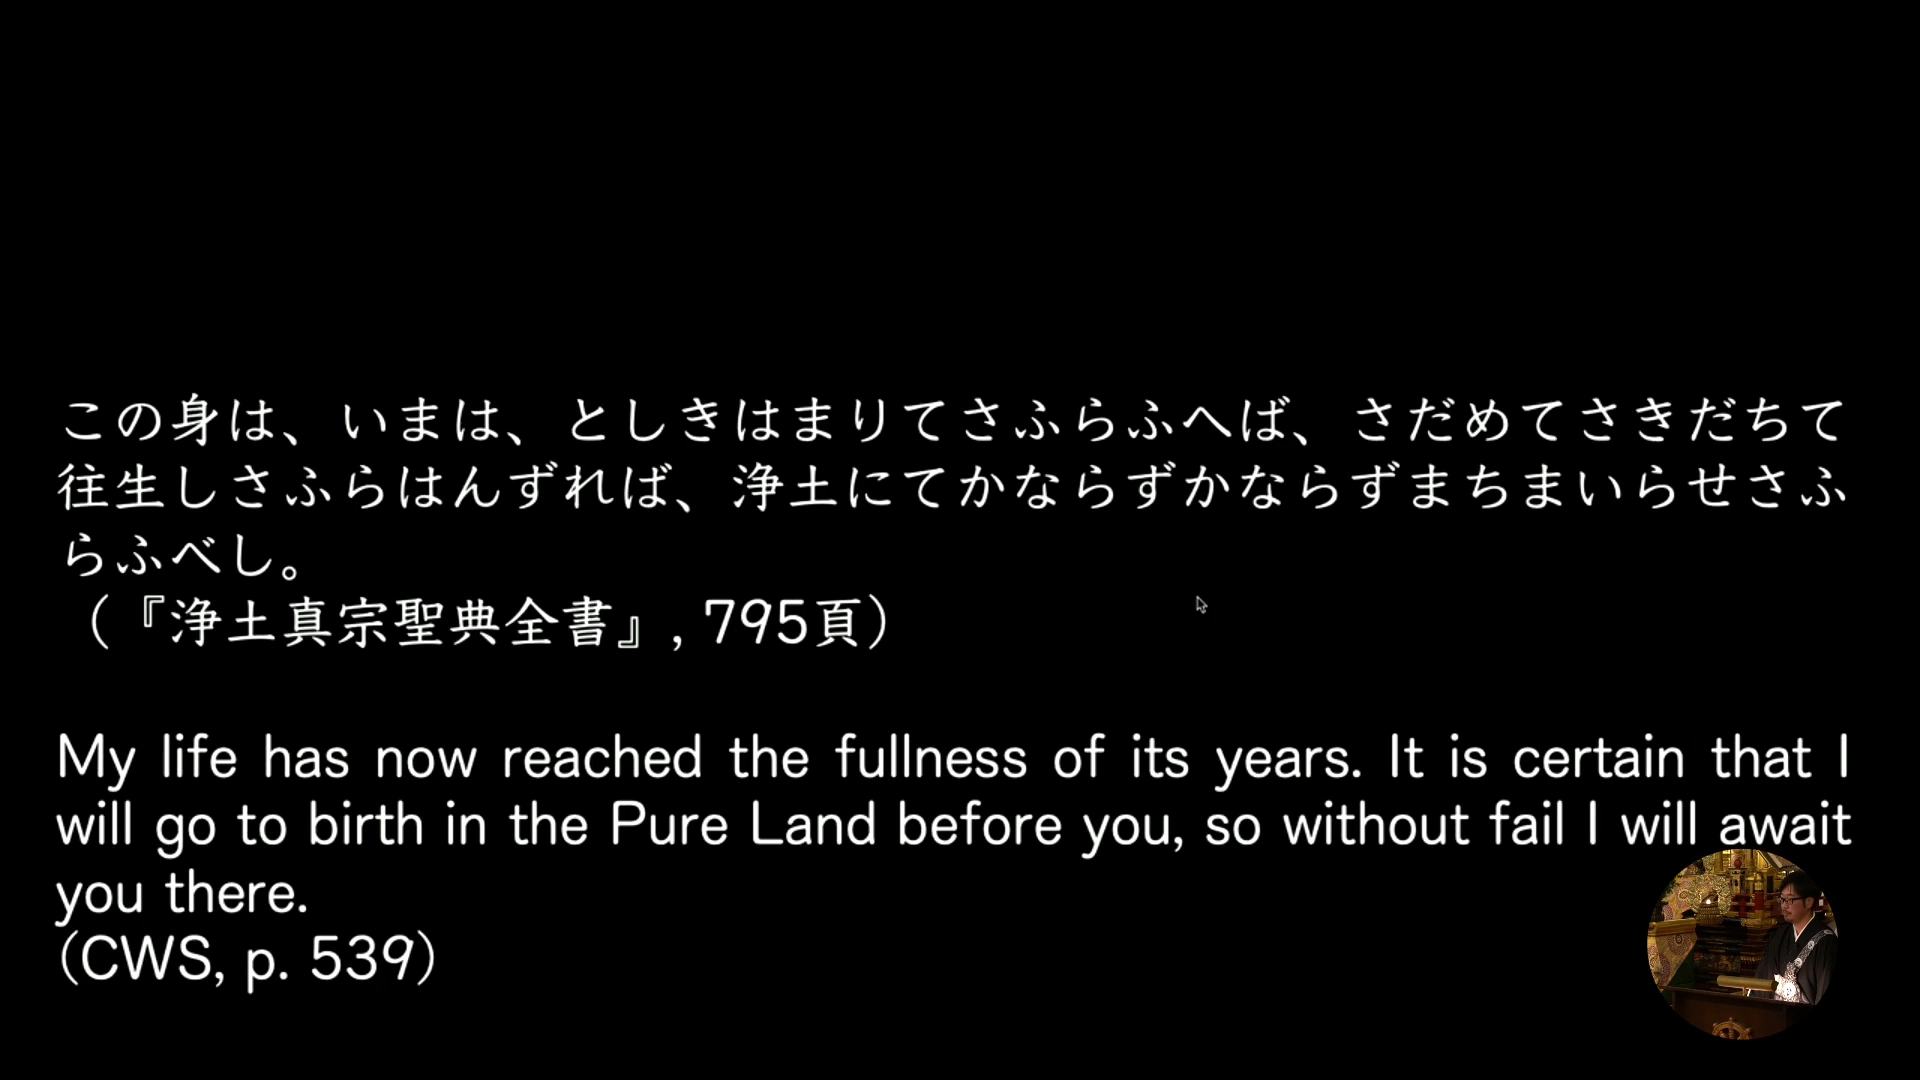 この身は、いまは、としきはまりてさふらふへば、さだめてさきだちて
往生しさふらはんずれば、浄土にてかならずかならずまちまいらせさふ
らふべし。
（『浄土真宗聖典全書』, 795頁）
My life has now reached the fullness of its years. It is certain that I
will go to birth in the Pure Land before you, so without fail I will await
you there.
(CWS, p. 539)